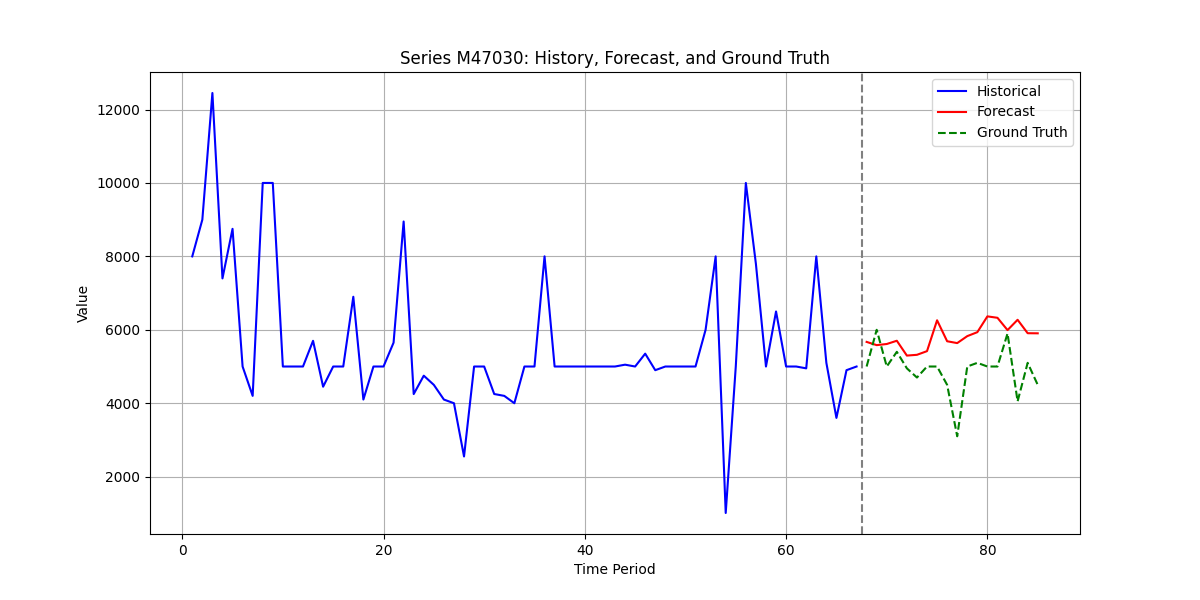 Series M47030: History, Forecast, and Ground Truth
Historical
Forecast
Ground Truth
Value
12000
10000
8000
6000
4000
2000
0
20
40
60
80
Time Period